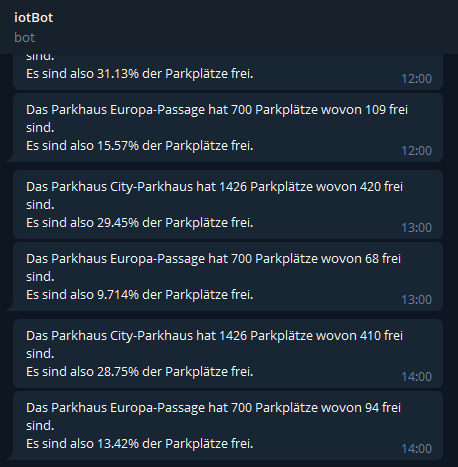 iotBot
bot
sind.
Es sind also 31.13% der Parkplätze frei.
12:00
Das Parkhaus Europa-Passage hat 700 Parkplätze wovon 109 frei
sind.
Es sind also 15.57% der Parkplätze frei.
12:00
Das Parkhaus City-Parkhaus hat 1426 Parkplätze wovon 420 frei
sind.
Es sind also 29.45% der Parkplätze frei.
13:00
Das Parkhaus Europa-Passage hat 700 Parkplätze wovon 68 frei
sind.
Es sind also 9.714% der Parkplätze frei.
13:00
Das Parkhaus City-Parkhaus hat 1426 Parkplätze wovon 410 frei
sind.
Es sind also 28.75% der Parkplätze frei.
14:00
Das Parkhaus Europa-Passage hat 700 Parkplätze wovon 94 frei
sind.
Es sind also 13.42% der Parkplätze frei.
14:00